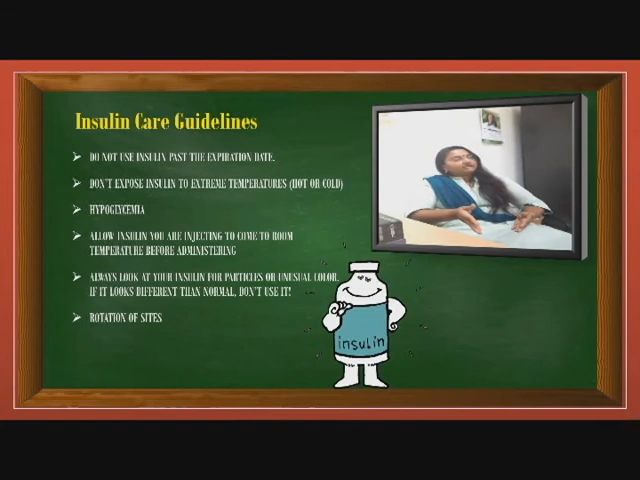 Insulin Care Guidelines
DO NOT USE INSULIN PAST THE EXPIRATION DATE.
DON'T EXPOSE INSULIN TO EXTREME TEMPERATURES (HOT OR COLD)
HYPOGLYCEMIA
ALLOW INSULIN YOU ARE INJECTING TO COME TO ROOM
TEMPERATURE BEFORE ADMINISTERING
ALWAYS LOOK AT YOUR INSULIN FOR PARTICLES OR UNUSUAL COLOR.
IF IT LOOKS DIFFERENT THAN NORMAL, DON'T USE IT!
ROTATION OF SITES
insulin